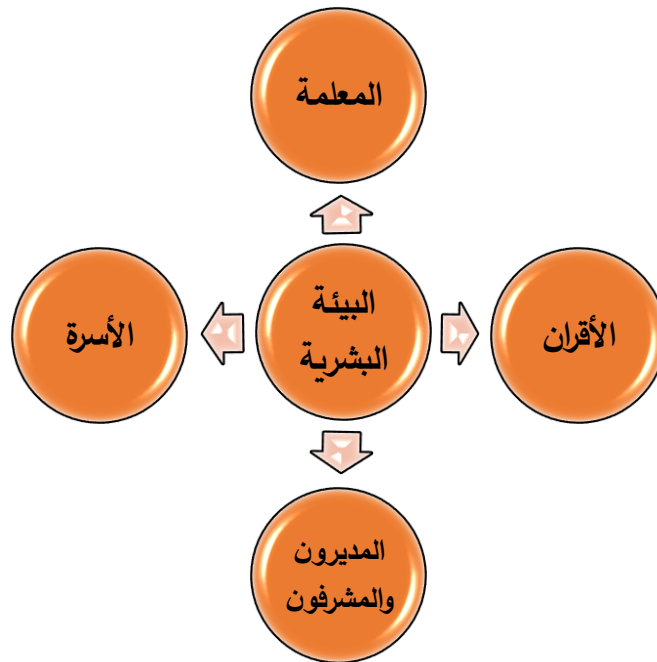 المعلمة
الأقران
البيئة
البشرية
الأسرة
المديرون
والمشرفون